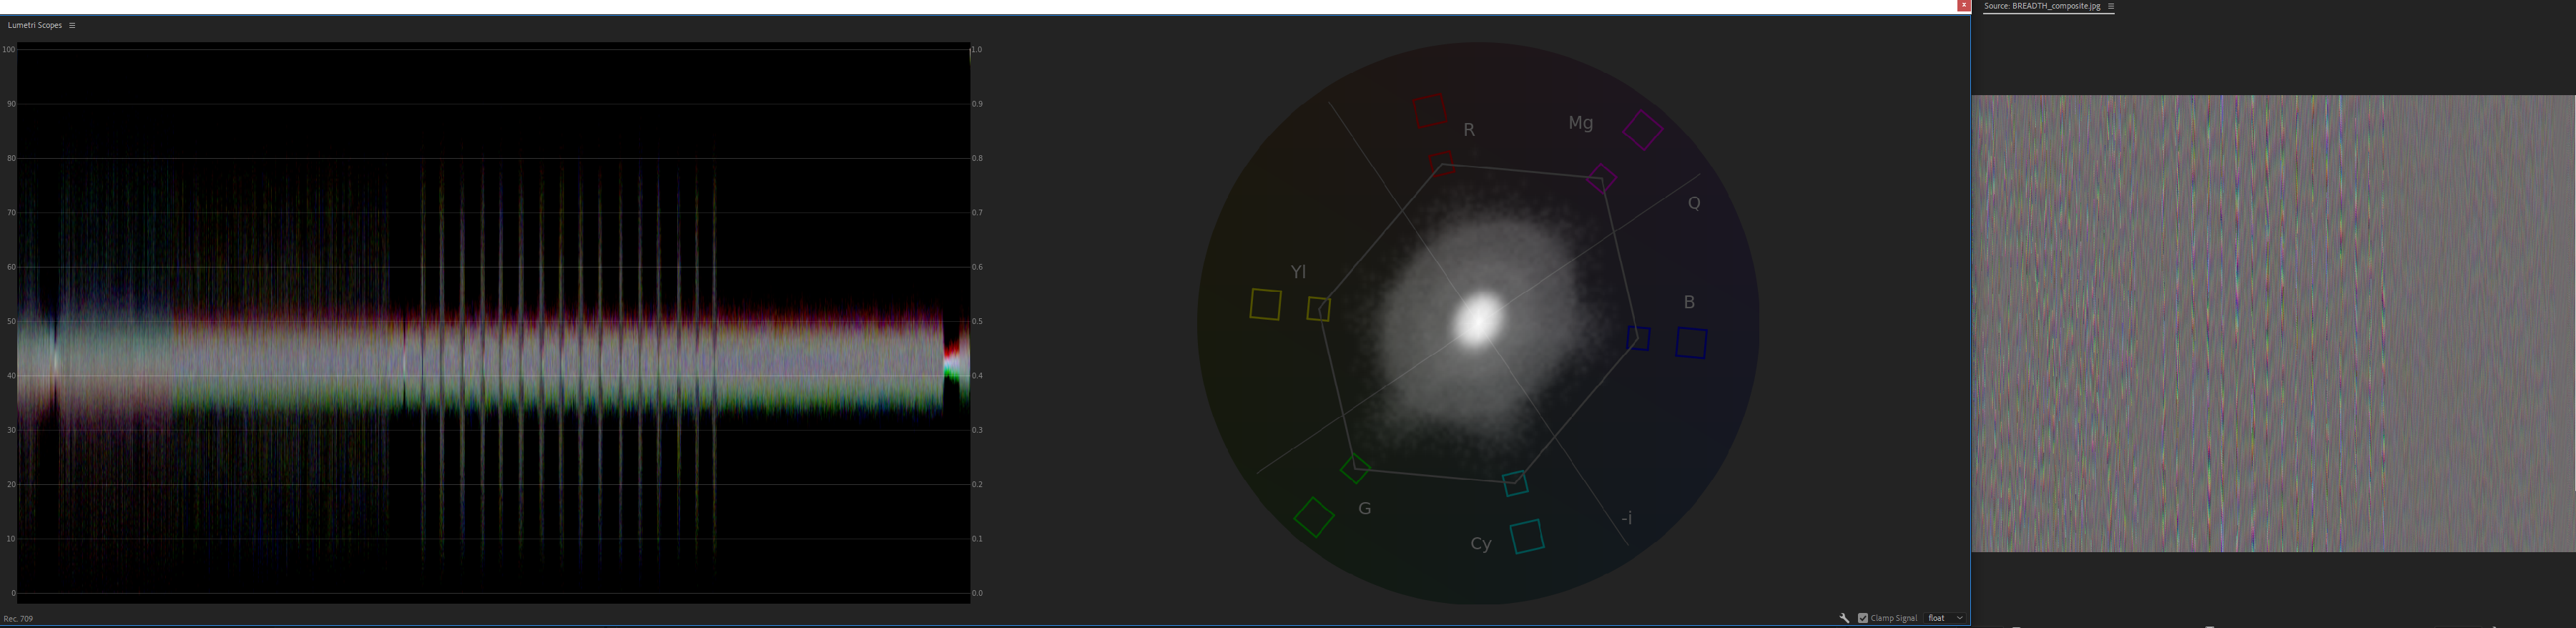 Lumetri Scopes
Source: BREADTH_composite.jpg
100
90
80
70
60
50
40
30
20
10
0
1.0
0.9
0.8
0.7
0.6
0.5
0.4
0.3
0.2
0.1
0.0
R
Mg
Q
Yl
B
G
Cy
-i
Rec. 709
Clamp Signal
float